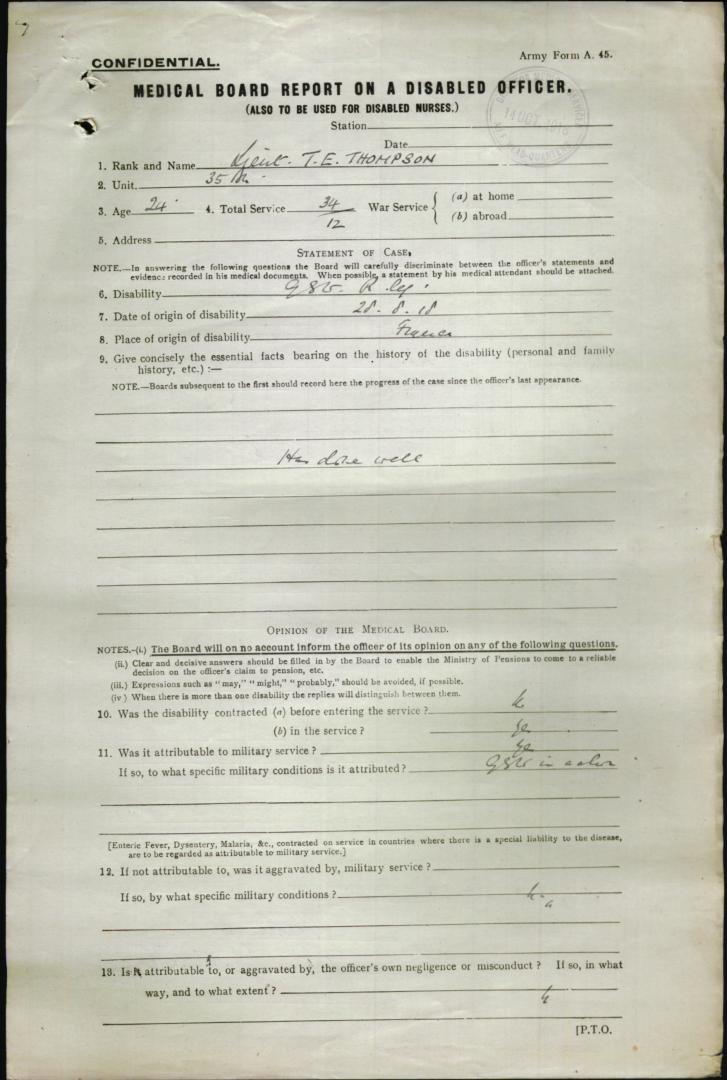 CONFIDENTIAL.
Army Form A. 45.
MEDICAL BOARD REPORT ON A DISABLED OFFICER.
(ALSO TO BE USED FOR DISABLED NURSES.)
14 OCT 1918
Station
Date
1. Rank and Name Lieut. T. E. THOMPSON
2. Unit. 35
3. Age 24 4. Total Service 34/12 War Service { (a) at home
(b) abroad
5. Address
STATEMENT OF CASE.
NOTE.—In answering the following questions the Board will carefully discriminate between the officer's statements and
evidence recorded in his medical documents. When possible, a statement by his medical attendant should be attached.
6. Disability G.S.W. R. leg.
7. Date of origin of disability 28. 8. 18
8. Place of origin of disability France
9. Give concisely the essential facts bearing on the history of the disability (personal and family
history, etc.) :—
NOTE.—Boards subsequent to the first should record here the progress of the case since the officer's last appearance.
Has done well
OPINION OF THE MEDICAL BOARD.
NOTES.-(i.) The Board will on no account inform the officer of its opinion on any of the following questions.
(ii.) Clear and decisive answers should be filled in by the Board to enable the Ministry of Pensions to come to a reliable
decision on the officer's claim to pension, etc.
(iii.) Expressions such as "may," "might," "probably," should be avoided, if possible.
(iv) When there is more than one disability the replies will distinguish between them.
10. Was the disability contracted (a) before entering the service ?
(b) in the service ? Yes
11. Was it attributable to military service ? Yes
If so, to what specific military conditions is it attributed ? GSW in action
[Enteric Fever, Dysentery, Malaria, &c., contracted on service in countries where there is a special liability to the disease,
are to be regarded as attributable to military service.]
12. If not attributable to, was it aggravated by, military service ?
If so, by what specific military conditions ?
13. Is it attributable to, or aggravated by, the officer's own negligence or misconduct ? If so, in what
way, and to what extent ?
[P.T.O.